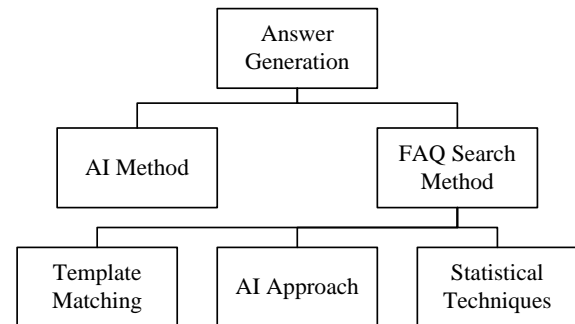 Answer
Generation
AI Method
FAQ Search
Method
Template
Matching
AI Approach
Statistical
Techniques